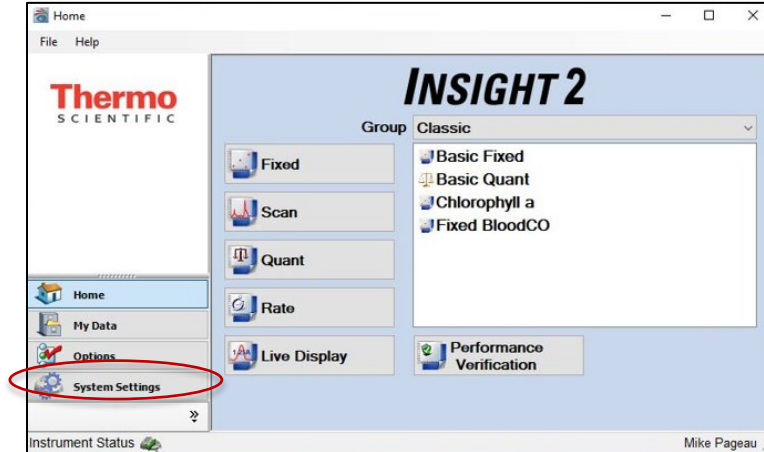 Home
File Help
Thermo
SCIENTIFIC
INSIGHT 2
Group Classic
Fixed
Scan
Quant
Rate
Live Display
Basic Fixed
Basic Quant
Chlorophyll a
Fixed BloodCO
Performance
Verification
Home
My Data
Options
System Settings
Instrument Status
Mike Pageau